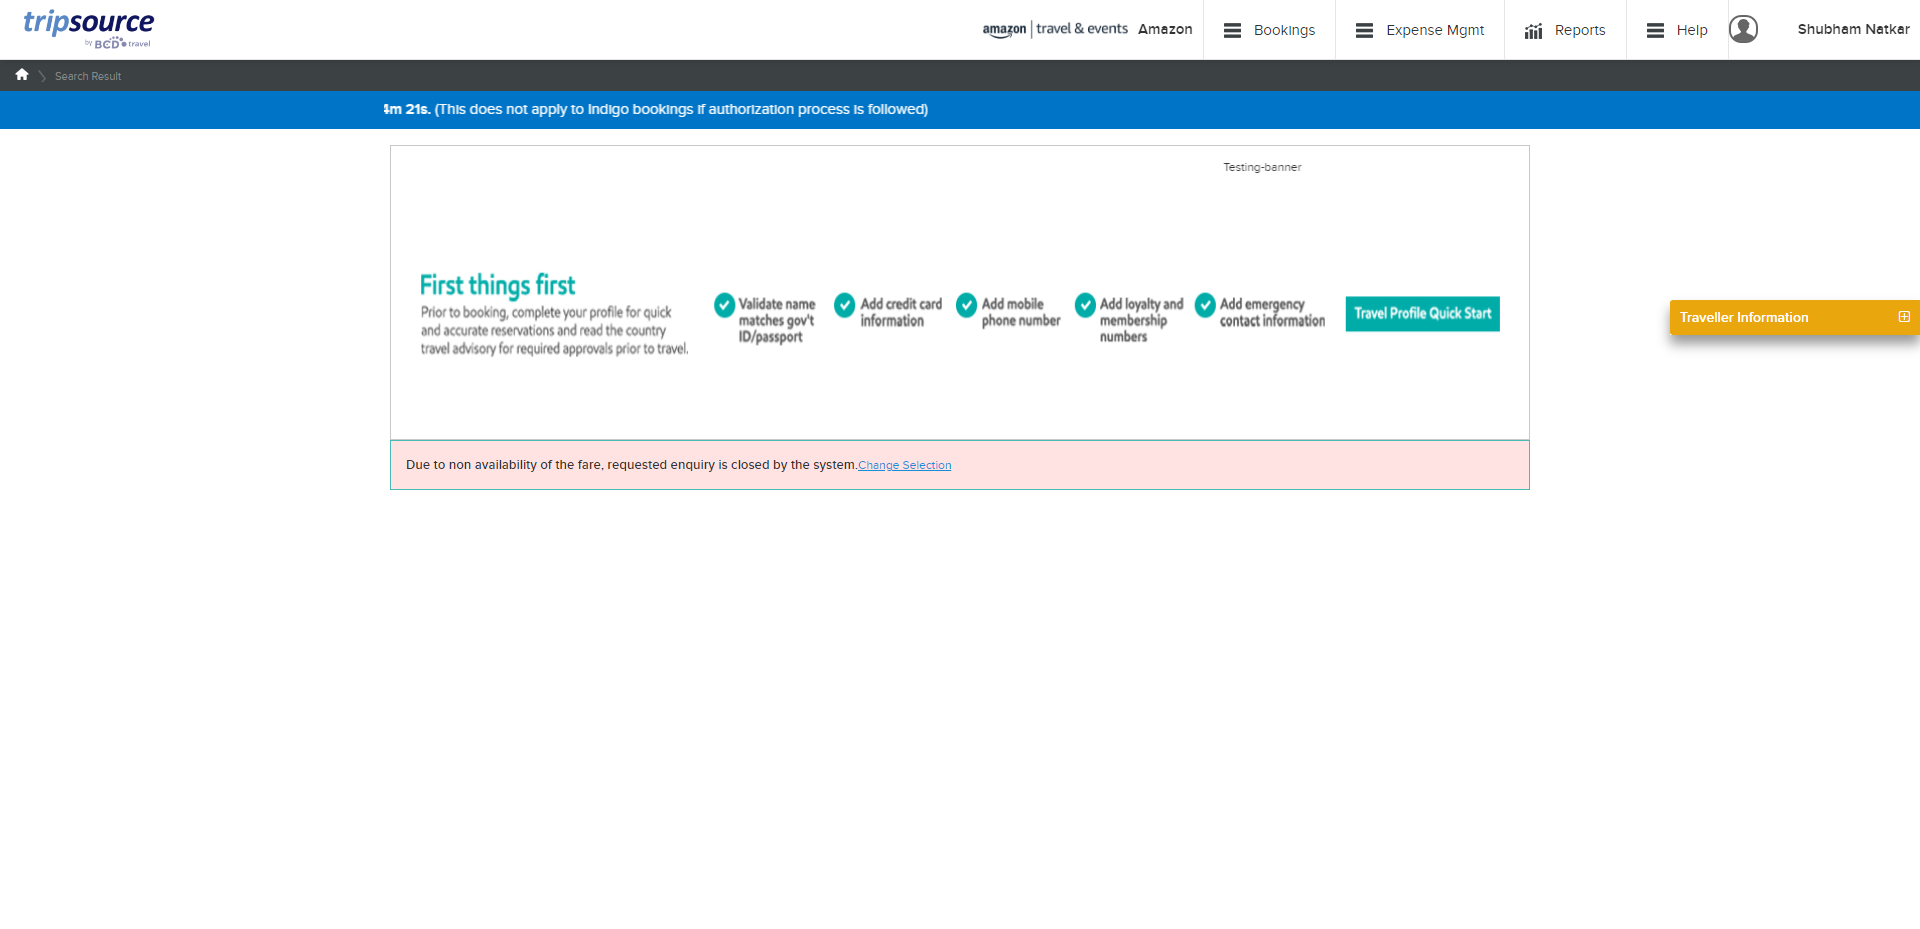 tripsource
by BCD travel
amazon | travel & events Amazon
Bookings
Expense Mgmt
Reports
Help
Shubham Natkar
Search Result
4m 21s. (This does not apply to Indigo bookings if authorization process is followed)
Testing-banner
First things first
Prior to booking, complete your profile for quick
and accurate reservations and read the country
travel advisory for required approvals prior to travel.
Validate name
matches gov't
ID/passport
Add credit card
information
Add mobile
phone number
Add loyalty and
membership
numbers
Add emergency
contact information
Travel Profile Quick Start
Traveller Information
Due to non availability of the fare, requested enquiry is closed by the system.Change Selection